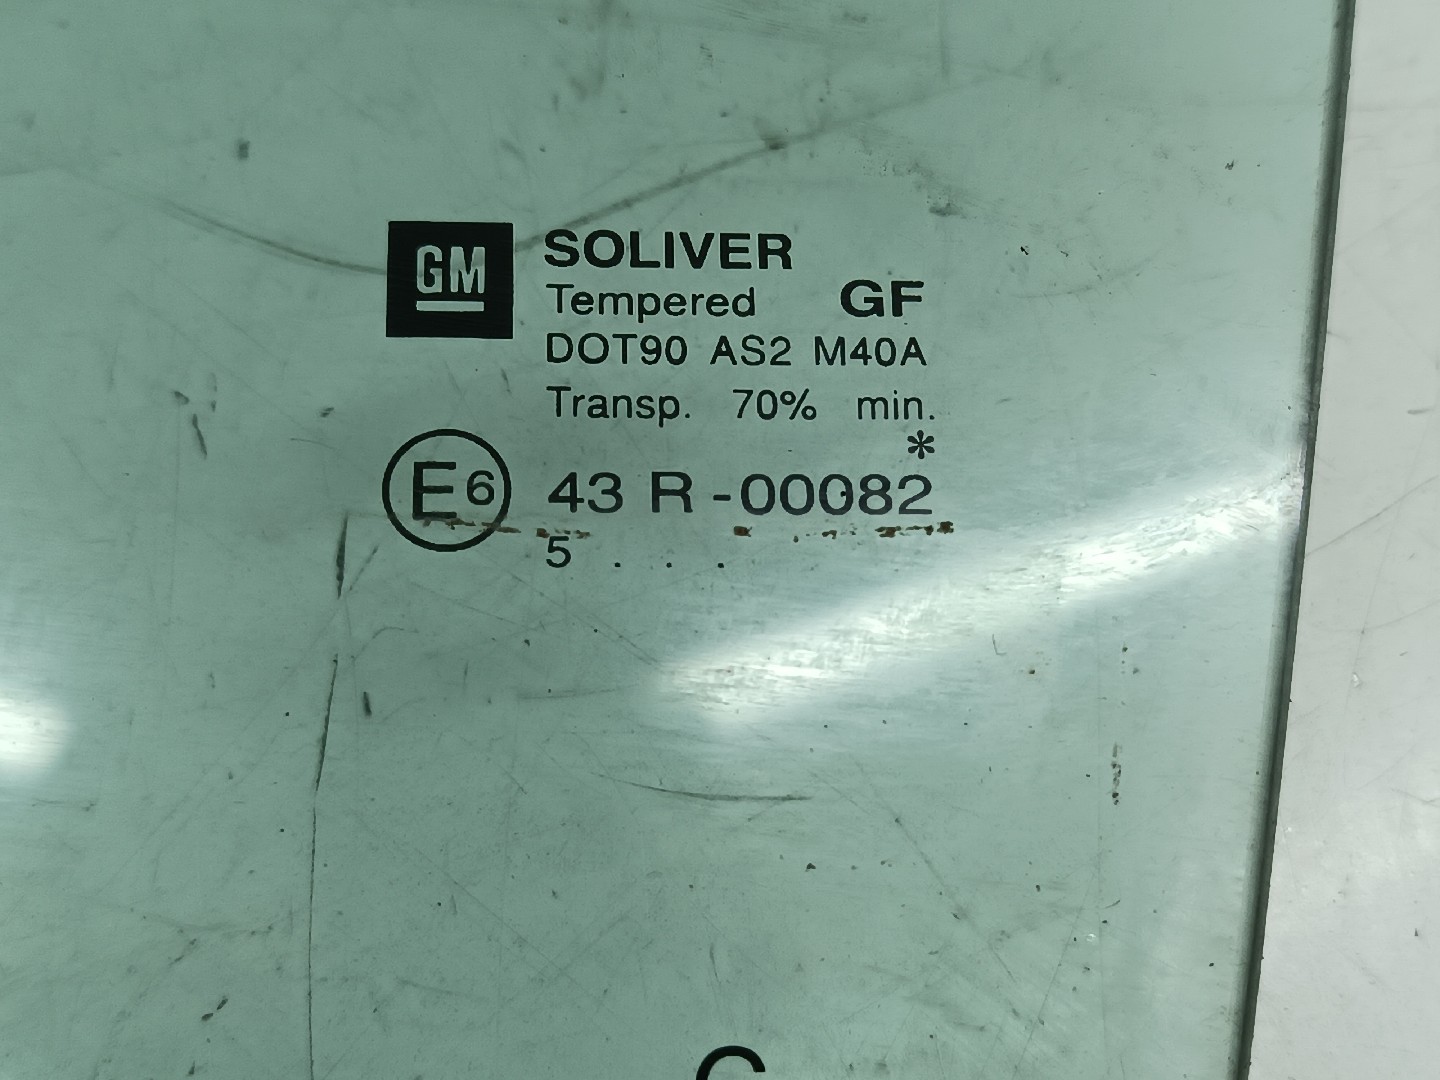 GM
SOLIVER
Tempered GF
DOT90 AS2 M40A
Transp. 70% min.
*
E6 43 R -00082
5 . . .